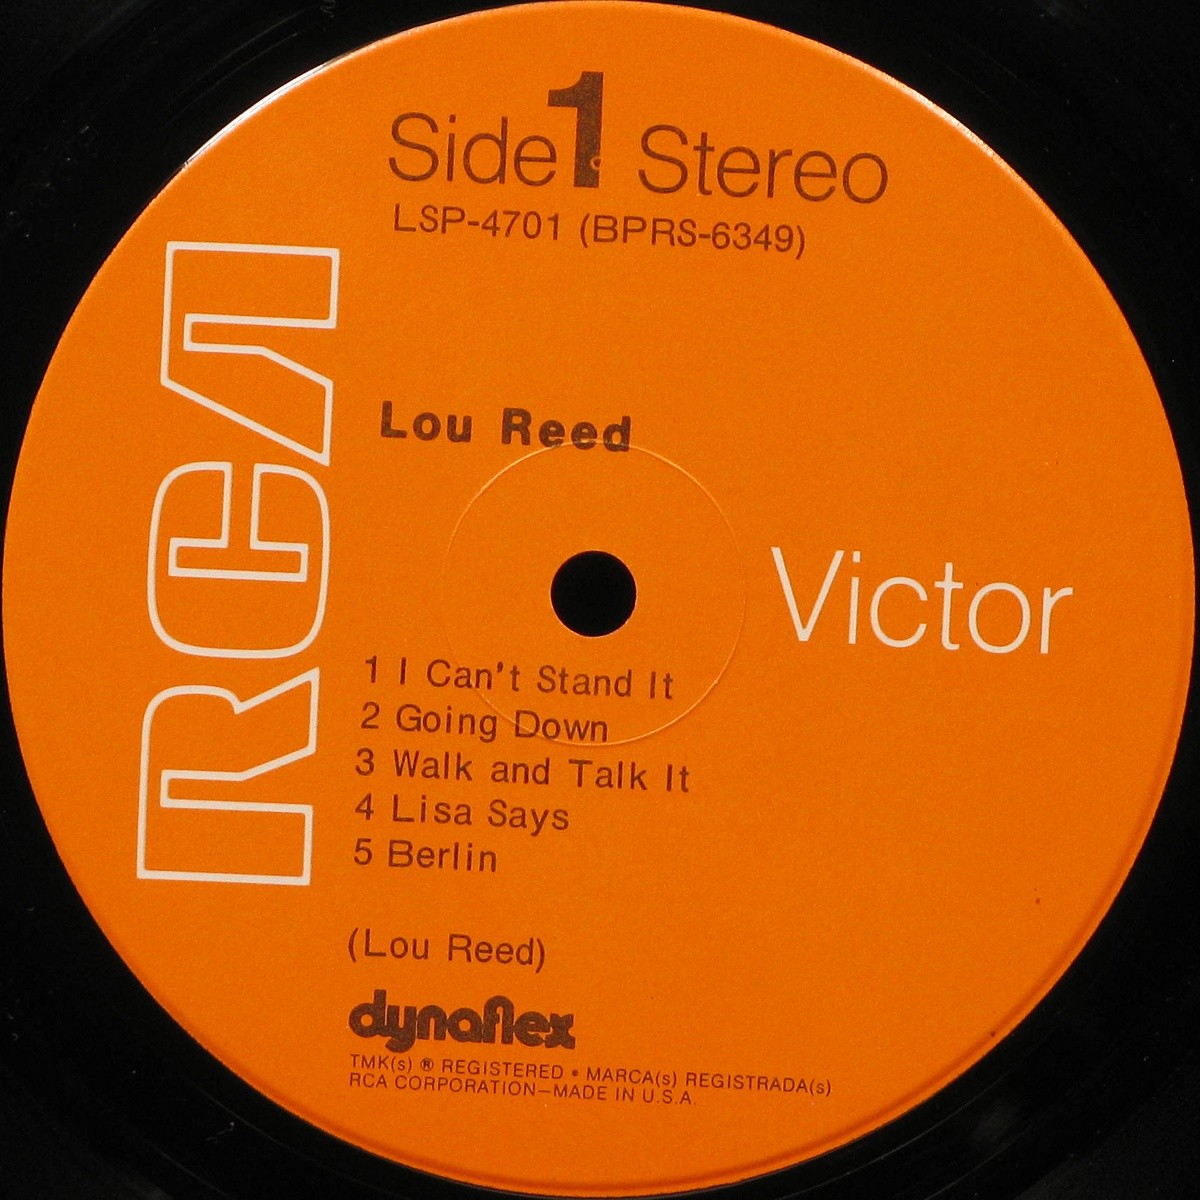 Side 1 Stereo
LSP-4701 (BPRS-6349)
RCA
Lou Reed
Victor
1 I Can't Stand It
2 Going Down
3 Walk and Talk It
4 Lisa Says
5 Berlin
(Lou Reed)
dynaflex
TMK(s) ® REGISTERED • MARCA(s) REGISTRADA(s)
RCA CORPORATION—MADE IN U.S.A.